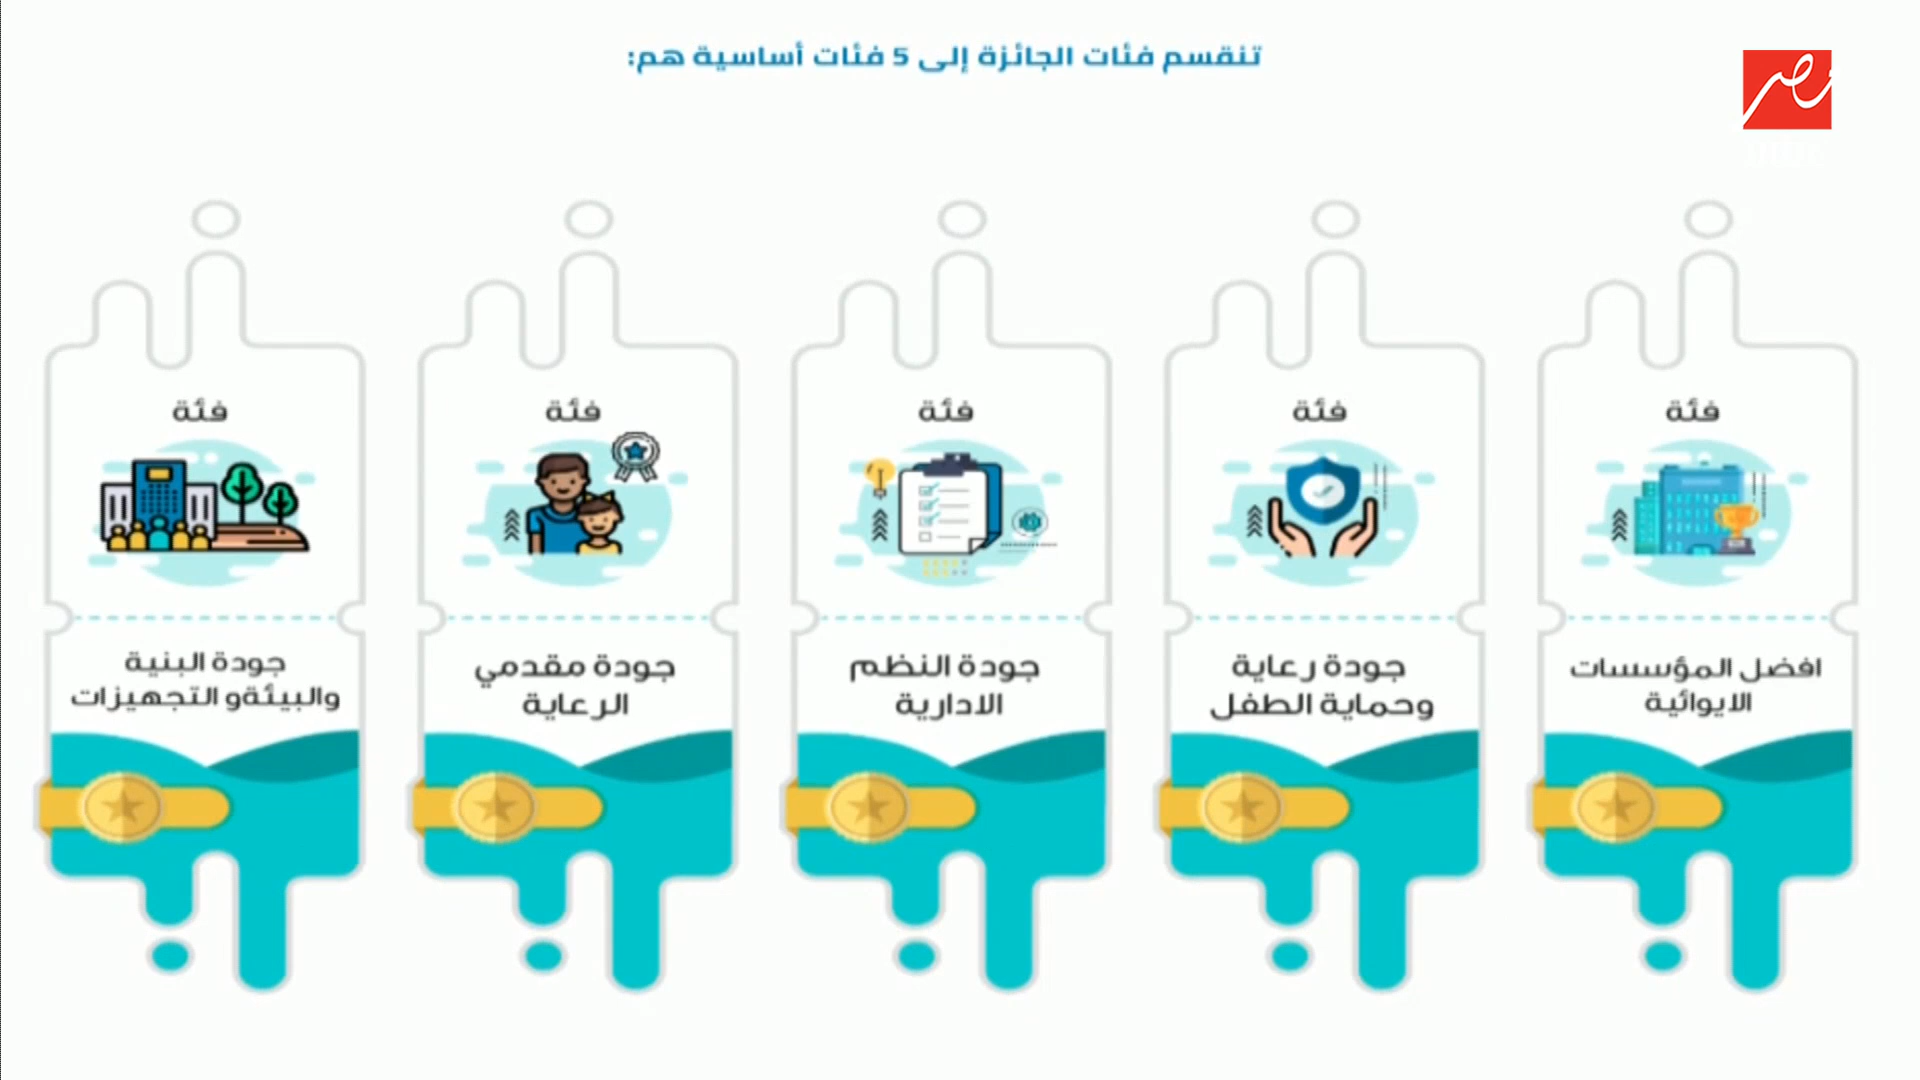 تنقسم فئات الجائزة إلى 5 فئات أساسية هم:
مصر
فئة
افضل المؤسسات
الايوائية
فئة
جودة رعاية
وحماية الطفل
فئة
جودة النظم
الادارية
فئة
جودة مقدمي
الرعاية
فئة
جودة البنية
والبيئةو التجهيزات